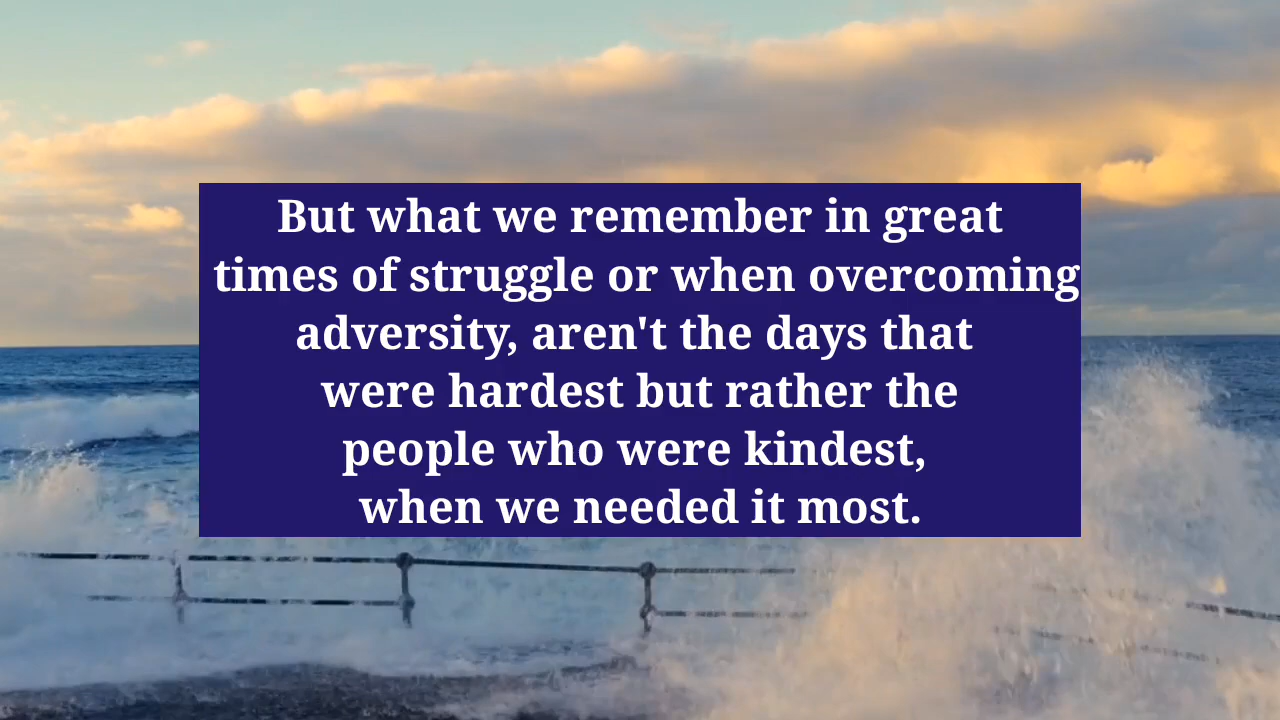 But what we remember in great
times of struggle or when overcoming
adversity, aren't the days that
were hardest but rather the
people who were kindest,
when we needed it most.